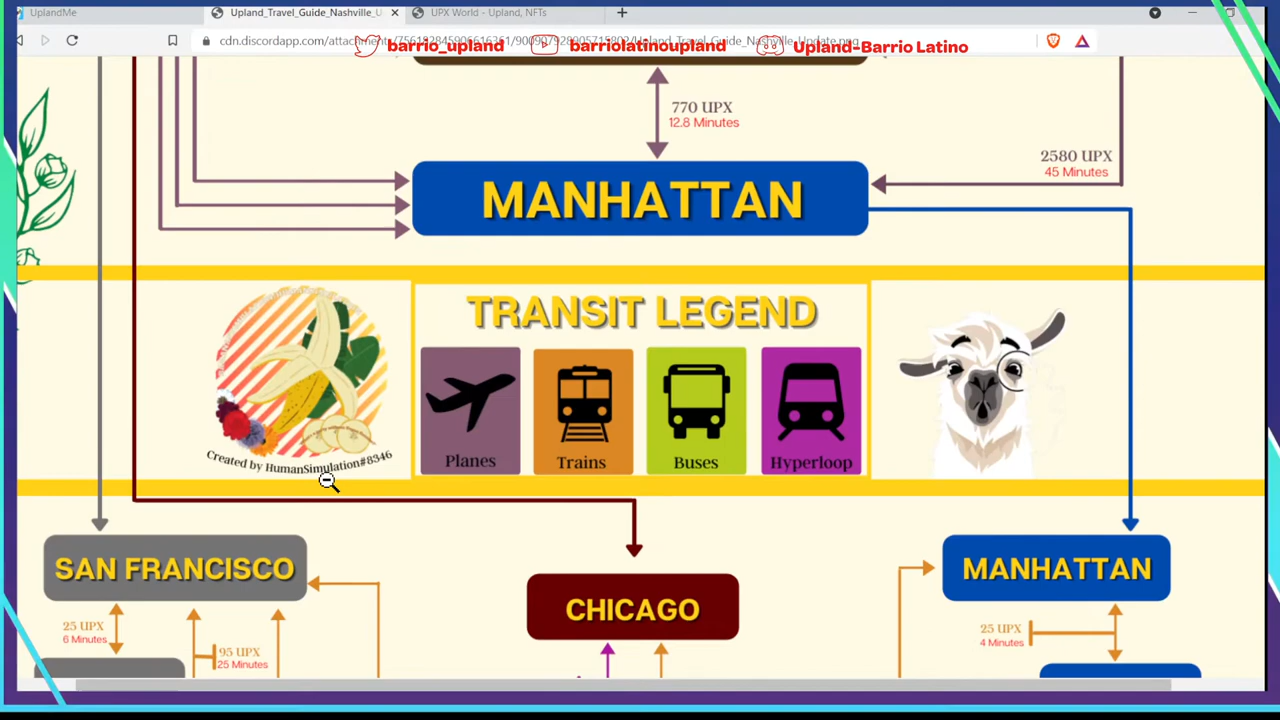 UplandMe
Upland_Travel_Guide_Nashville_U
UPX World - Upland, NFTs
barrio_upland
barriolatinoupland
Upland-Barrio Latino
770 UPX
12.8 Minutes
2580 UPX
45 Minutes
MANHATTAN
TRANSIT LEGEND
Planes
Trains
Buses
Hyperloop
Created by HumanSimulation#8346
SAN FRANCISCO
CHICAGO
MANHATTAN
25 UPX
6 Minutes
95 UPX
25 Minutes
25 UPX
4 Minutes